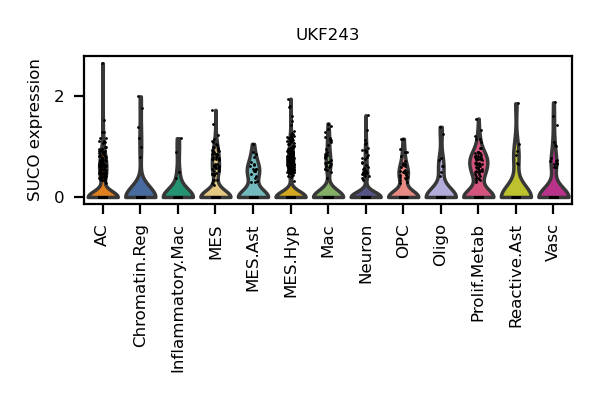 UKF243
SUCO expression
2
0
AC
Chromatin.Reg
Inflammatory.Mac
MES
MES.Ast
MES.Hyp
Mac
Neuron
OPC
Oligo
Prolif.Metab
Reactive.Ast
Vasc